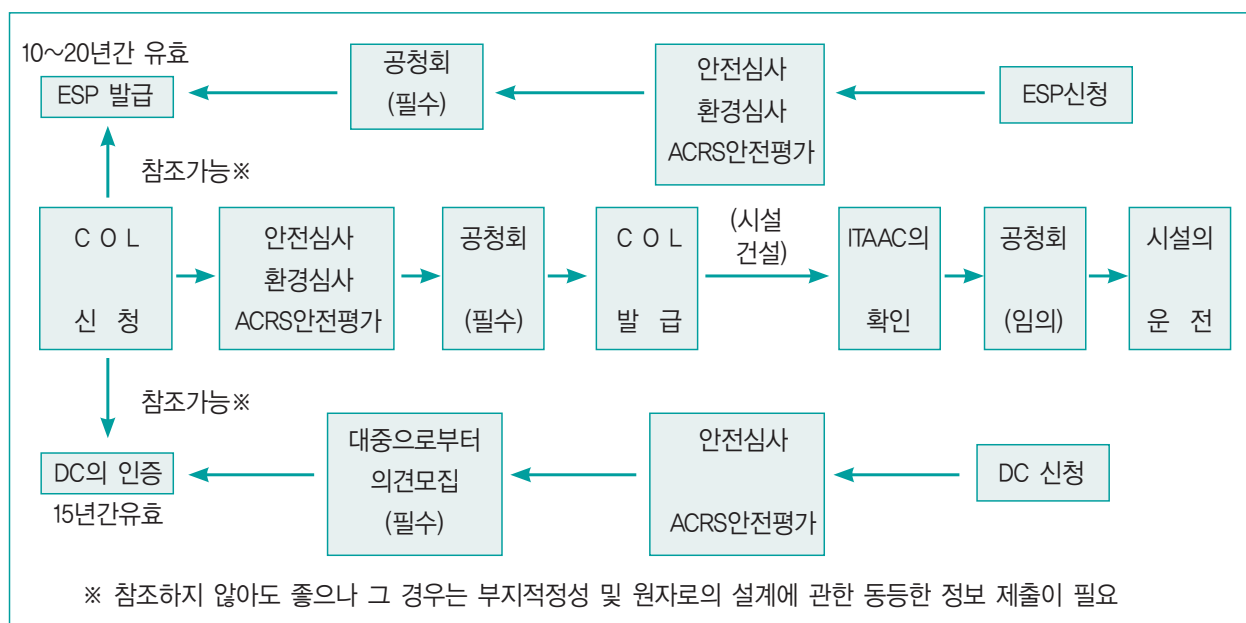 10~20년간 유효
ESP 발급
공청회
(필수)
안전심사
환경심사
ACRS안전평가
ESP신청
참조가능※
C O L
신 청
안전심사
환경심사
ACRS안전평가
공청회
(필수)
C O L
발 급
(시설
건설)
ITAAC의
확인
공청회
(임의)
시설의
운 전
참조가능※
DC의 인증
15년간유효
대중으로부터
의견모집
(필수)
안전심사
ACRS안전평가
DC 신청
※ 참조하지 않아도 좋으나 그 경우는 부지적정성 및 원자로의 설계에 관한 동등한 정보 제출이 필요